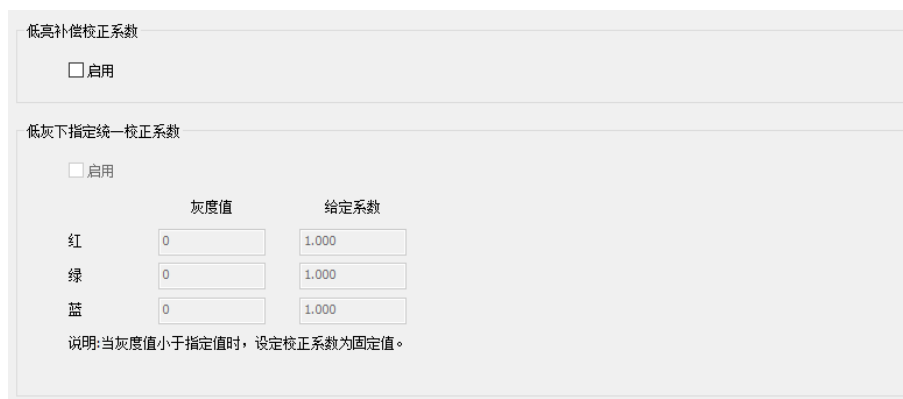 低亮补偿校正系数
启用
低灰下指定统一校正系数
启用
灰度值 给定系数
红 0 1.000
绿 0 1.000
蓝 0 1.000
说明:当灰度值小于指定值时，设定校正系数为固定值。